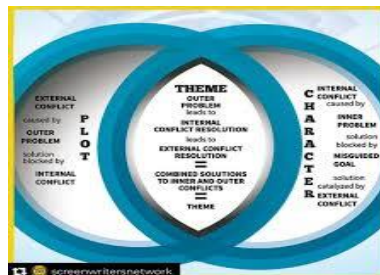 EXTERNAL
CONFLICT
caused by
OUTER
PROBLEM
solution
blocked by
INTERNAL
CONFLICT
PLOT
THEME
OUTER
PROBLEM
leads to
INTERNAL
CONFLICT RESOLUTION
leads to
EXTERNAL CONFLICT
RESOLUTION
=
COMBINED SOLUTIONS
TO INNER AND OUTER
CONFLICTS
=
THEME
CHARACTER
INTERNAL
CONFLICT
caused by
INNER
PROBLEM
solution
blocked by
MISGUIDED
GOAL
solution
catalyzed by
EXTERNAL
CONFLICT
screenwritersnetwork